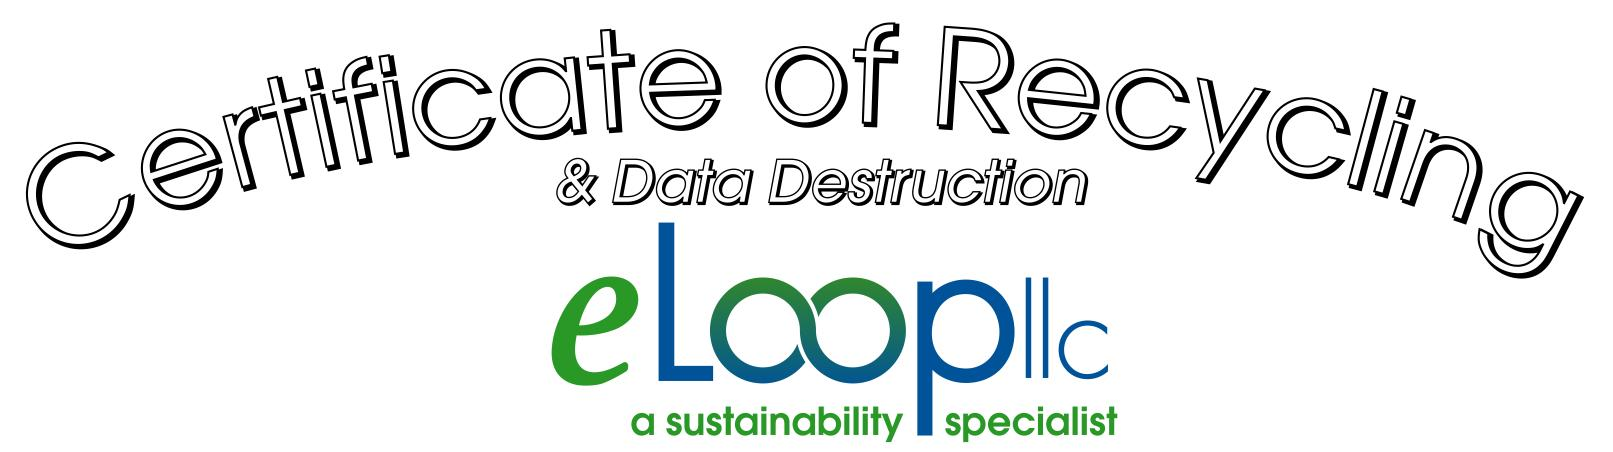 Certificate of Recycling
& Data Destruction
eLoop llc
a sustainability specialist